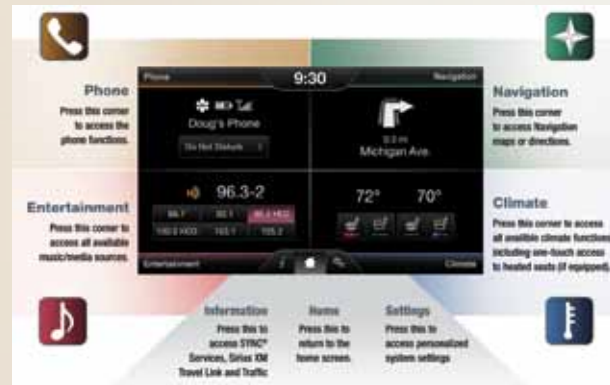 Phone
Press this corner
to access the
phone functions.
Entertainment
Press this corner to
access all available
music/media sources.
Phone
9:30
Navigation
Doug's Phone
Do Not Disturb
Michigan Ave.
96.3-2
72° 70°
Entertainment
Climate
Navigation
Press this corner
to access Navigation
maps or directions.
Climate
Press this corner to access
all availible climate functions
including one-touch access
to heated seats (if equipped).
Information
Press this to
access SYNC®
Services, Sirius XM
Travel Link and Traffic
Home
Press this to
return to the
home screen.
Settings
Press this to
access personalized
system settings